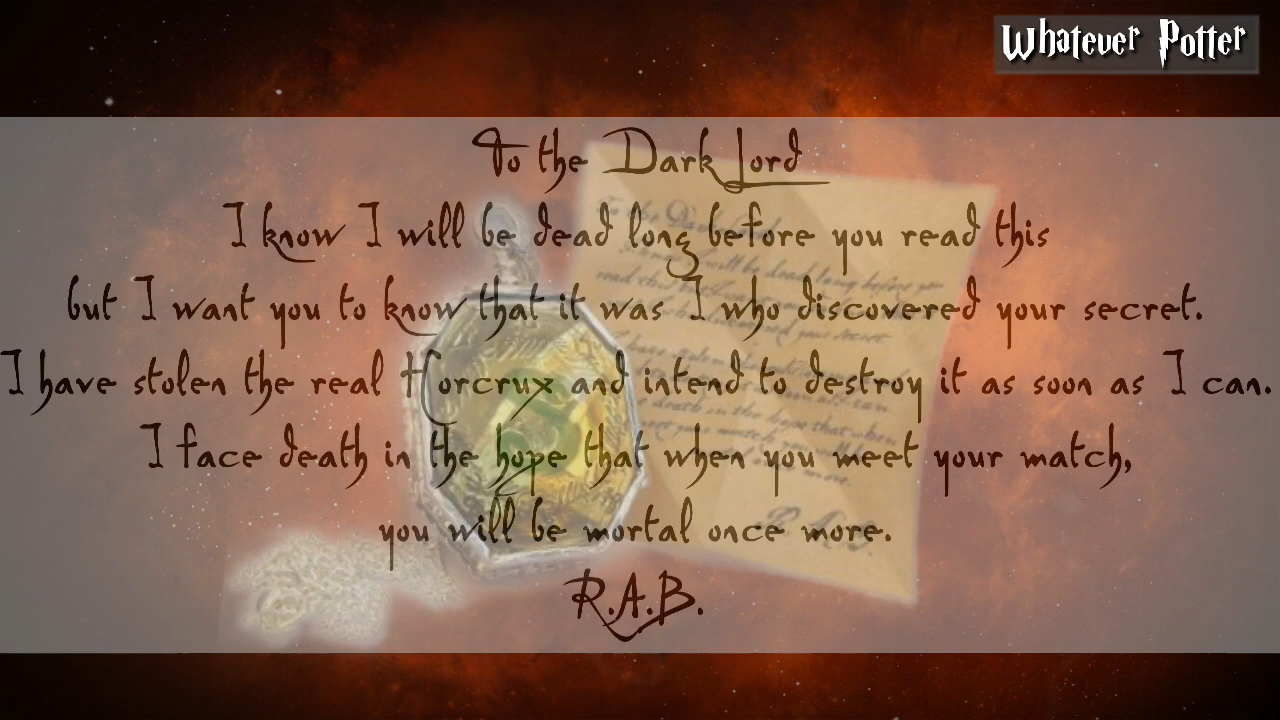 Whatever Potter
To the Dark Lord
I know I will be dead long before you read this
but I want you to know that it was I who discovered your secret.
I have stolen the real Horcrux and intend to destroy it as soon as I can.
I face death in the hope that when you meet your match,
you will be mortal once more.
R.A.B.